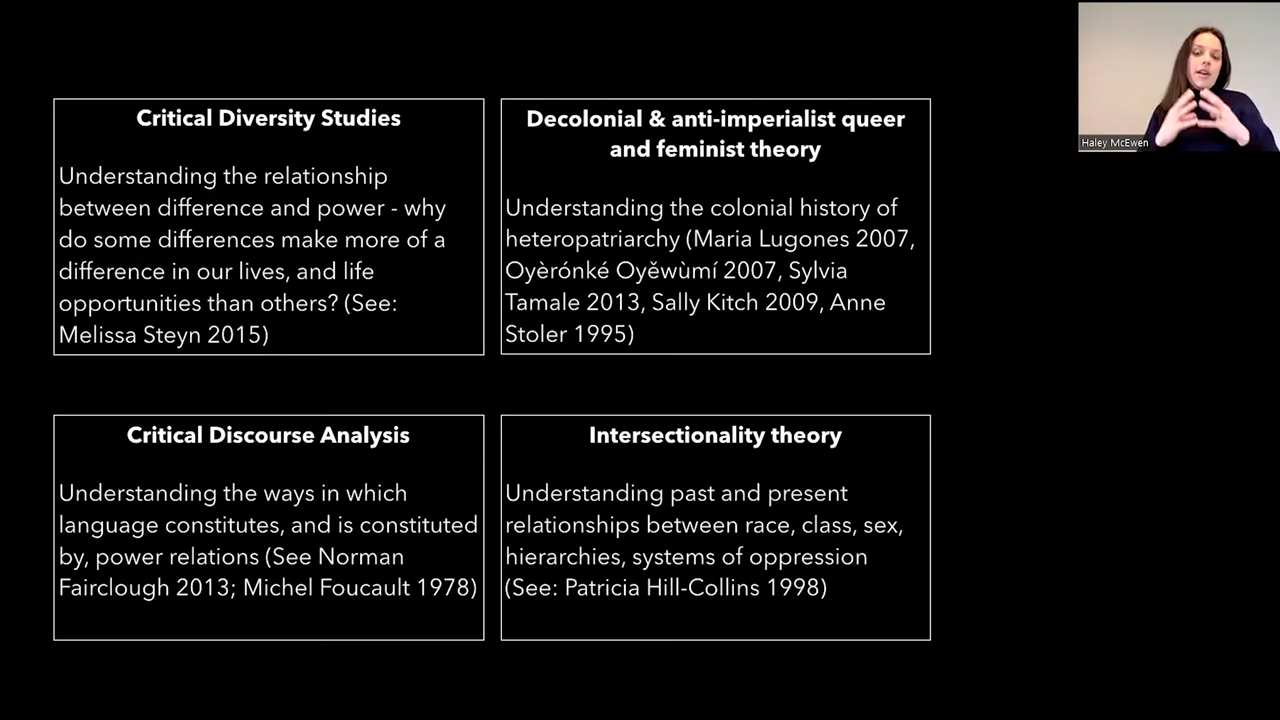 Critical Diversity Studies
Understanding the relationship
between difference and power - why
do some differences make more of a
difference in our lives, and life
opportunities than others? (See:
Melissa Steyn 2015)
Decolonial & anti-imperialist queer
and feminist theory
Understanding the colonial history of
heteropatriarchy (Maria Lugones 2007,
Oyèrónké Oyěwùmí 2007, Sylvia
Tamale 2013, Sally Kitch 2009, Anne
Stoler 1995)
Critical Discourse Analysis
Understanding the ways in which
language constitutes, and is constituted
by, power relations (See Norman
Fairclough 2013; Michel Foucault 1978)
Intersectionality theory
Understanding past and present
relationships between race, class, sex,
hierarchies, systems of oppression
(See: Patricia Hill-Collins 1998)
Haley McEwen